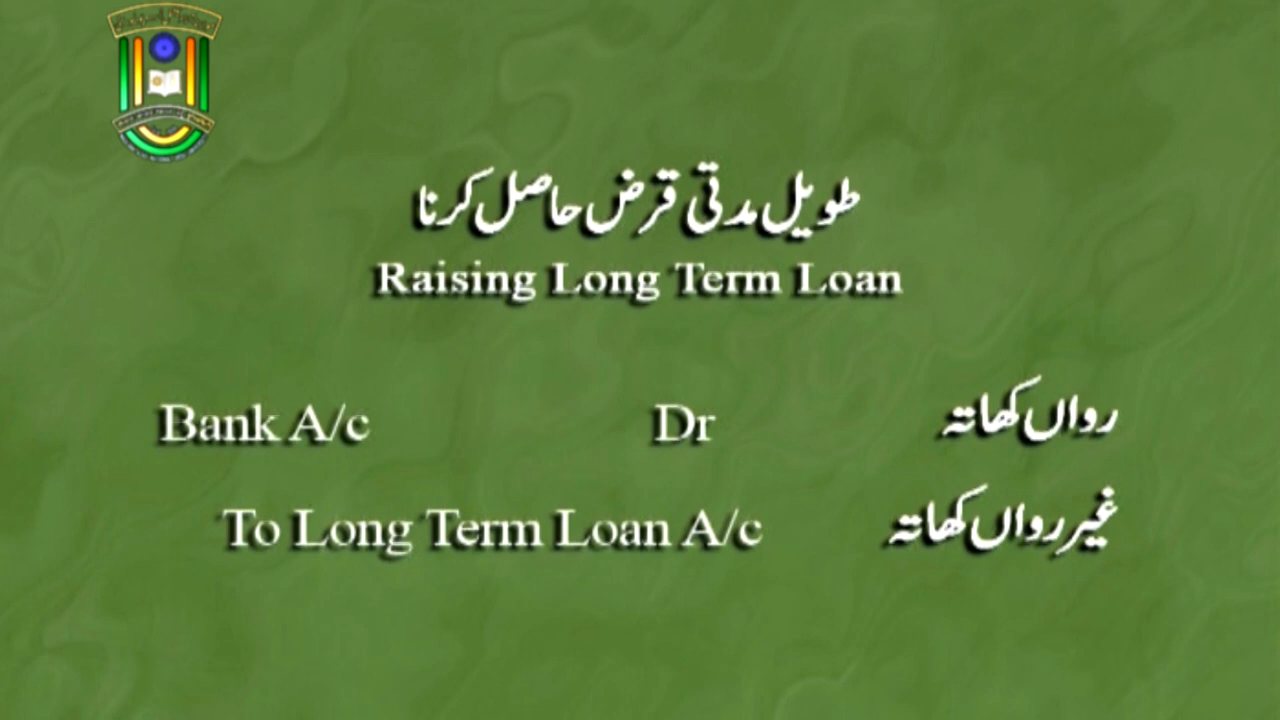 طویل مدتی قرض حاصل کرنا
Raising Long Term Loan
Bank A/c Dr رواں کھاتہ
To Long Term Loan A/c غیر رواں کھاتہ